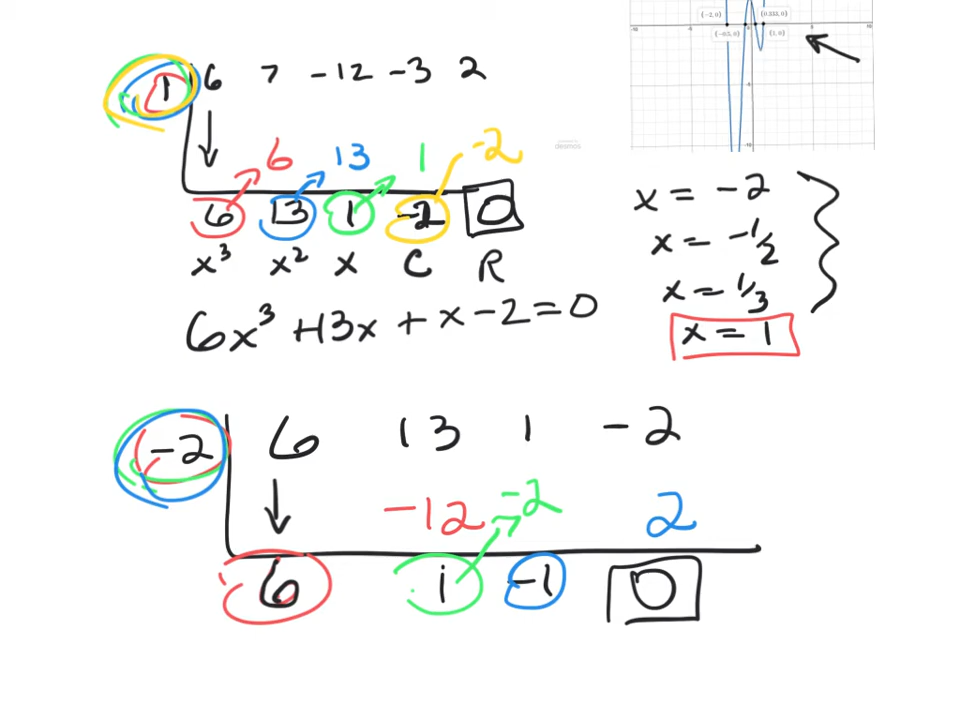 (-2, 0) (0.333, 0)
(-0.5, 0) (1, 0)
desmos
1 6 7 -12 -3 2
6 13 1 -2
6 13 1 -2 0
x³ x² x C R
6x³ +13x + x - 2 = 0
x = -2
x = -1/2
x = 1/3
x = 1
-2 6 13 1 -2
-12 -2 2
6 1 -1 0